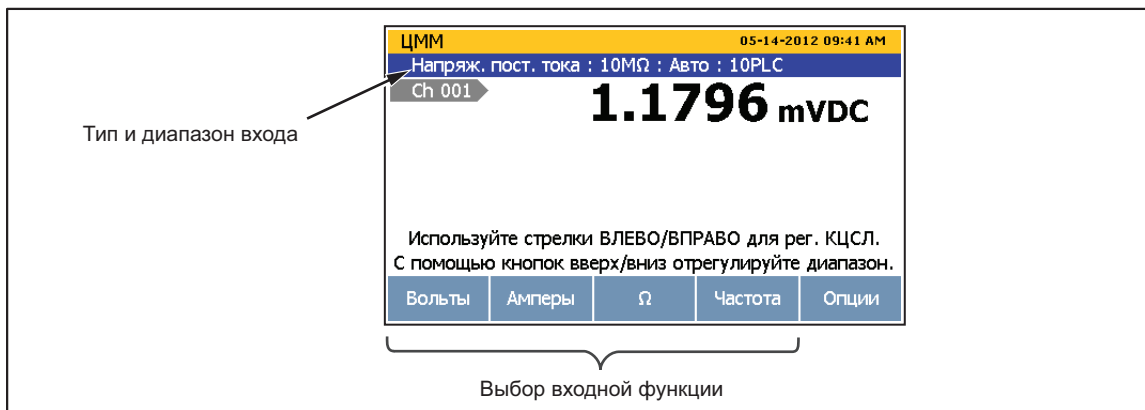 ЦММ 05-14-2012 09:41 AM
Напряж. пост. тока : 10MΩ : Авто : 10PLC
Ch 001
1.1796 mVDC
Тип и диапазон входа
Используйте стрелки ВЛЕВО/ВПРАВО для рег. КЦСЛ.
С помощью кнопок вверх/вниз отрегулируйте диапазон.
Вольты Амперы Ω Частота Опции
Выбор входной функции